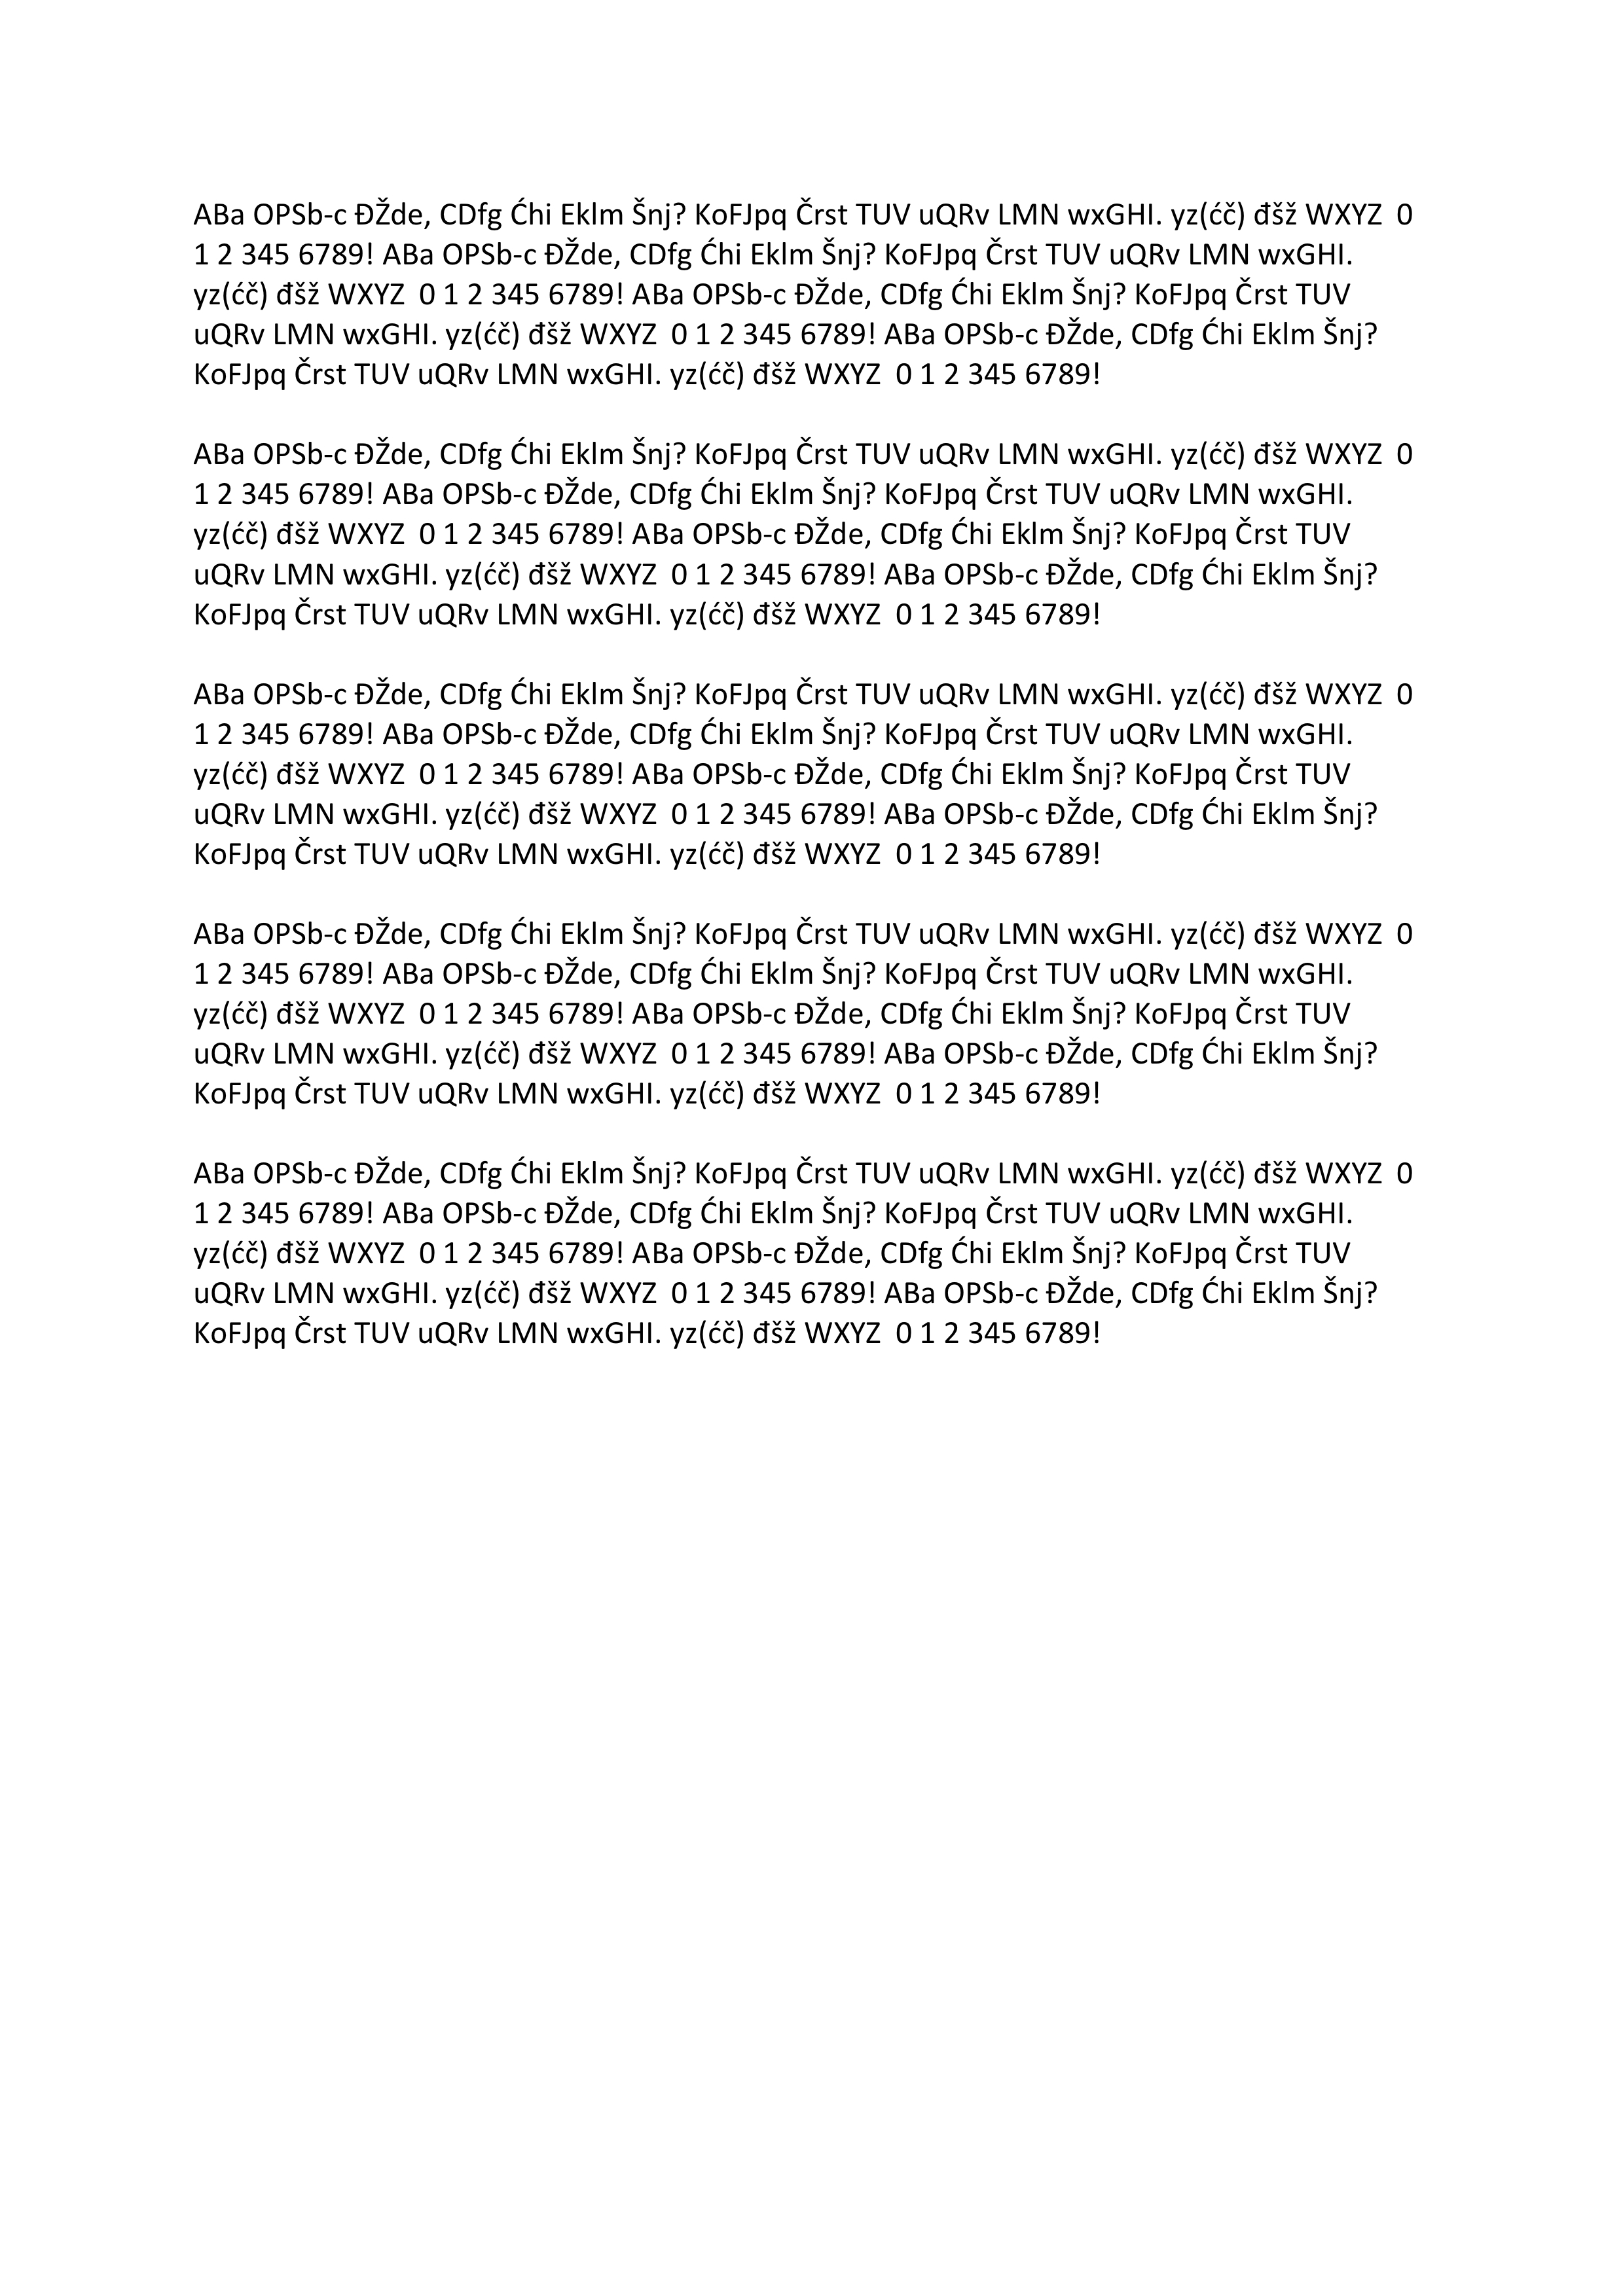 ABa OPSb-c ĐŽde, CDfg Ćhi Eklm Šnj? KoFJpq Črst TUV uQRv LMN wxGHI. yz(ćč) đšž WXYZ  0
1 2 345 6789! ABa OPSb-c ĐŽde, CDfg Ćhi Eklm Šnj? KoFJpq Črst TUV uQRv LMN wxGHI.
yz(ćč) đšž WXYZ  0 1 2 345 6789! ABa OPSb-c ĐŽde, CDfg Ćhi Eklm Šnj? KoFJpq Črst TUV
uQRv LMN wxGHI. yz(ćč) đšž WXYZ  0 1 2 345 6789! ABa OPSb-c ĐŽde, CDfg Ćhi Eklm Šnj?
KoFJpq Črst TUV uQRv LMN wxGHI. yz(ćč) đšž WXYZ  0 1 2 345 6789!

ABa OPSb-c ĐŽde, CDfg Ćhi Eklm Šnj? KoFJpq Črst TUV uQRv LMN wxGHI. yz(ćč) đšž WXYZ  0
1 2 345 6789! ABa OPSb-c ĐŽde, CDfg Ćhi Eklm Šnj? KoFJpq Črst TUV uQRv LMN wxGHI.
yz(ćč) đšž WXYZ  0 1 2 345 6789! ABa OPSb-c ĐŽde, CDfg Ćhi Eklm Šnj? KoFJpq Črst TUV
uQRv LMN wxGHI. yz(ćč) đšž WXYZ  0 1 2 345 6789! ABa OPSb-c ĐŽde, CDfg Ćhi Eklm Šnj?
KoFJpq Črst TUV uQRv LMN wxGHI. yz(ćč) đšž WXYZ  0 1 2 345 6789!

ABa OPSb-c ĐŽde, CDfg Ćhi Eklm Šnj? KoFJpq Črst TUV uQRv LMN wxGHI. yz(ćč) đšž WXYZ  0
1 2 345 6789! ABa OPSb-c ĐŽde, CDfg Ćhi Eklm Šnj? KoFJpq Črst TUV uQRv LMN wxGHI.
yz(ćč) đšž WXYZ  0 1 2 345 6789! ABa OPSb-c ĐŽde, CDfg Ćhi Eklm Šnj? KoFJpq Črst TUV
uQRv LMN wxGHI. yz(ćč) đšž WXYZ  0 1 2 345 6789! ABa OPSb-c ĐŽde, CDfg Ćhi Eklm Šnj?
KoFJpq Črst TUV uQRv LMN wxGHI. yz(ćč) đšž WXYZ  0 1 2 345 6789!

ABa OPSb-c ĐŽde, CDfg Ćhi Eklm Šnj? KoFJpq Črst TUV uQRv LMN wxGHI. yz(ćč) đšž WXYZ  0
1 2 345 6789! ABa OPSb-c ĐŽde, CDfg Ćhi Eklm Šnj? KoFJpq Črst TUV uQRv LMN wxGHI.
yz(ćč) đšž WXYZ  0 1 2 345 6789! ABa OPSb-c ĐŽde, CDfg Ćhi Eklm Šnj? KoFJpq Črst TUV
uQRv LMN wxGHI. yz(ćč) đšž WXYZ  0 1 2 345 6789! ABa OPSb-c ĐŽde, CDfg Ćhi Eklm Šnj?
KoFJpq Črst TUV uQRv LMN wxGHI. yz(ćč) đšž WXYZ  0 1 2 345 6789!

ABa OPSb-c ĐŽde, CDfg Ćhi Eklm Šnj? KoFJpq Črst TUV uQRv LMN wxGHI. yz(ćč) đšž WXYZ  0
1 2 345 6789! ABa OPSb-c ĐŽde, CDfg Ćhi Eklm Šnj? KoFJpq Črst TUV uQRv LMN wxGHI.
yz(ćč) đšž WXYZ  0 1 2 345 6789! ABa OPSb-c ĐŽde, CDfg Ćhi Eklm Šnj? KoFJpq Črst TUV
uQRv LMN wxGHI. yz(ćč) đšž WXYZ  0 1 2 345 6789! ABa OPSb-c ĐŽde, CDfg Ćhi Eklm Šnj?
KoFJpq Črst TUV uQRv LMN wxGHI. yz(ćč) đšž WXYZ  0 1 2 345 6789!